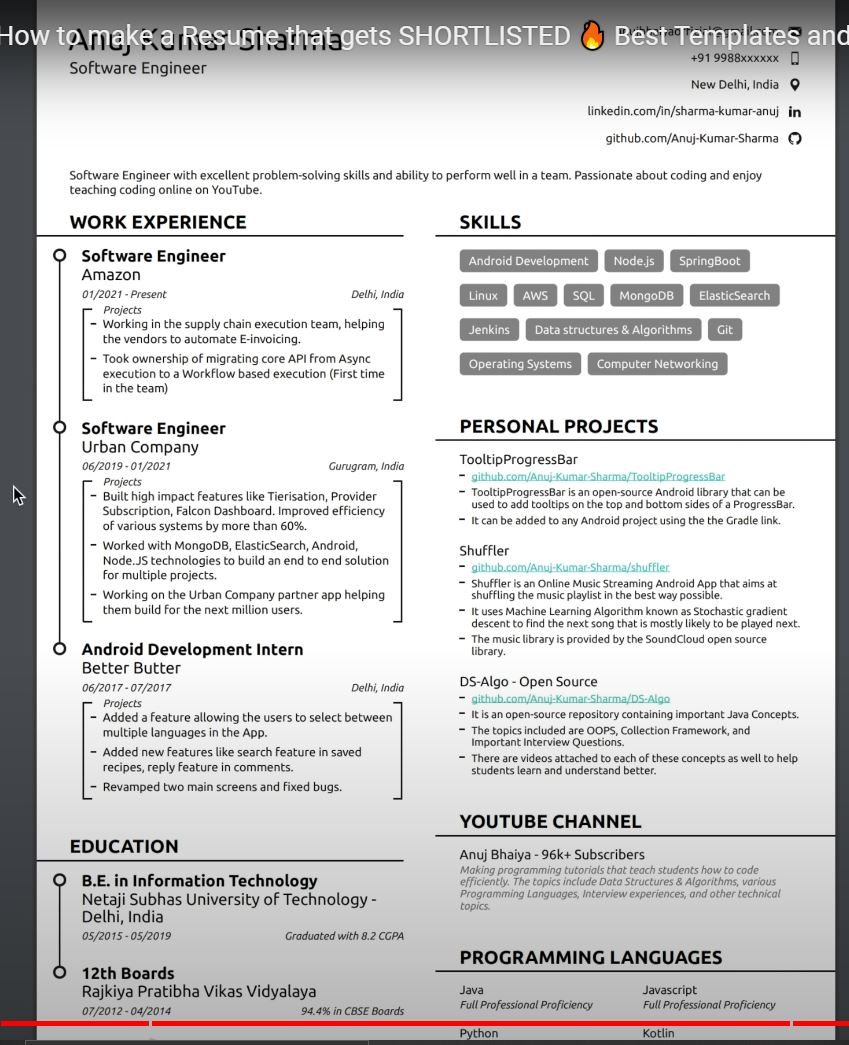 How to make a Resume that gets SHORTLISTED 🔥 Best Templates and
Anuj Kumar Sharma
Software Engineer
+91 9988xxxxxx
New Delhi, India
linkedin.com/in/sharma-kumar-anuj
github.com/Anuj-Kumar-Sharma
Software Engineer with excellent problem-solving skills and ability to perform well in a team. Passionate about coding and enjoy
teaching coding online on YouTube.
WORK EXPERIENCE
Software Engineer
Amazon
01/2021 - Present Delhi, India
Projects
– Working in the supply chain execution team, helping
the vendors to automate E-invoicing.
– Took ownership of migrating core API from Async
execution to a Workflow based execution (First time
in the team)
Software Engineer
Urban Company
06/2019 - 01/2021 Gurugram, India
Projects
– Built high impact features like Tierisation, Provider
Subscription, Falcon Dashboard. Improved efficiency
of various systems by more than 60%.
– Worked with MongoDB, ElasticSearch, Android,
Node.JS technologies to build an end to end solution
for multiple projects.
– Working on the Urban Company partner app helping
them build for the next million users.
Android Development Intern
Better Butter
06/2017 - 07/2017 Delhi, India
Projects
– Added a feature allowing the users to select between
multiple languages in the App.
– Added new features like search feature in saved
recipes, reply feature in comments.
– Revamped two main screens and fixed bugs.
EDUCATION
B.E. in Information Technology
Netaji Subhas University of Technology -
Delhi, India
05/2015 - 05/2019 Graduated with 8.2 CGPA
12th Boards
Rajkiya Pratibha Vikas Vidyalaya
07/2012 - 04/2014 94.4% in CBSE Boards
SKILLS
Android Development Node.js SpringBoot
Linux AWS SQL MongoDB ElasticSearch
Jenkins Data structures & Algorithms Git
Operating Systems Computer Networking
PERSONAL PROJECTS
TooltipProgressBar
– github.com/Anuj-Kumar-Sharma/TooltipProgressBar
– TooltipProgressBar is an open-source Android library that can be
used to add tooltips on the top and bottom sides of a ProgressBar.
– It can be added to any Android project using the the Gradle link.
Shuffler
– github.com/Anuj-Kumar-Sharma/shuffler
– Shuffler is an Online Music Streaming Android App that aims at
shuffling the music playlist in the best way possible.
– It uses Machine Learning Algorithm known as Stochastic gradient
descent to find the next song that is mostly likely to be played next.
– The music library is provided by the SoundCloud open source
library.
DS-Algo - Open Source
– github.com/Anuj-Kumar-Sharma/DS-Algo
– It is an open-source repository containing important Java Concepts.
– The topics included are OOPS, Collection Framework, and
Important Interview Questions.
– There are videos attached to each of these concepts as well to help
students learn and understand better.
YOUTUBE CHANNEL
Anuj Bhaiya - 96k+ Subscribers
Making programming tutorials that teach students how to code
efficiently. The topics include Data Structures & Algorithms, various
Programming Languages, Interview experiences, and other technical
topics.
PROGRAMMING LANGUAGES
Java Javascript
Full Professional Proficiency Full Professional Proficiency
Python Kotlin